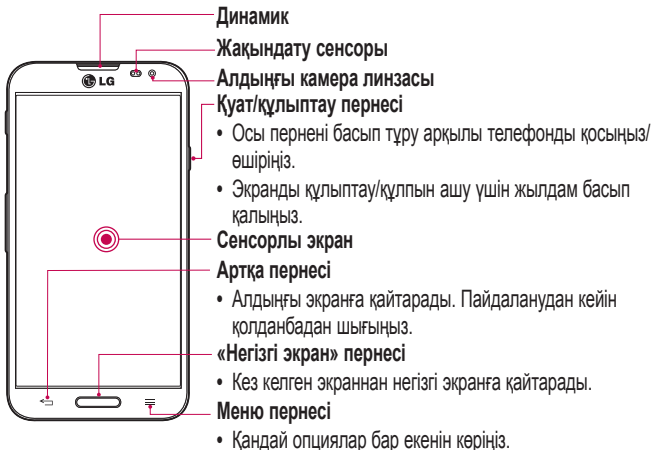 Динамик
Жақындату сенсоры
Алдыңғы камера линзасы
Қуат/құлыптау пернесі
• Осы пернені басып тұру арқылы телефонды қосыңыз/
өшіріңіз.
• Экранды құлыптау/құлпын ашу үшін жылдам басып
қалыңыз.
Сенсорлы экран
Артқа пернесі
• Алдыңғы экранға қайтарады. Пайдаланудан кейін
қолданбадан шығыңыз.
«Негізгі экран» пернесі
• Кез келген экраннан негізгі экранға қайтарады.
Меню пернесі
• Қандай опциялар бар екенін көріңіз.
LG